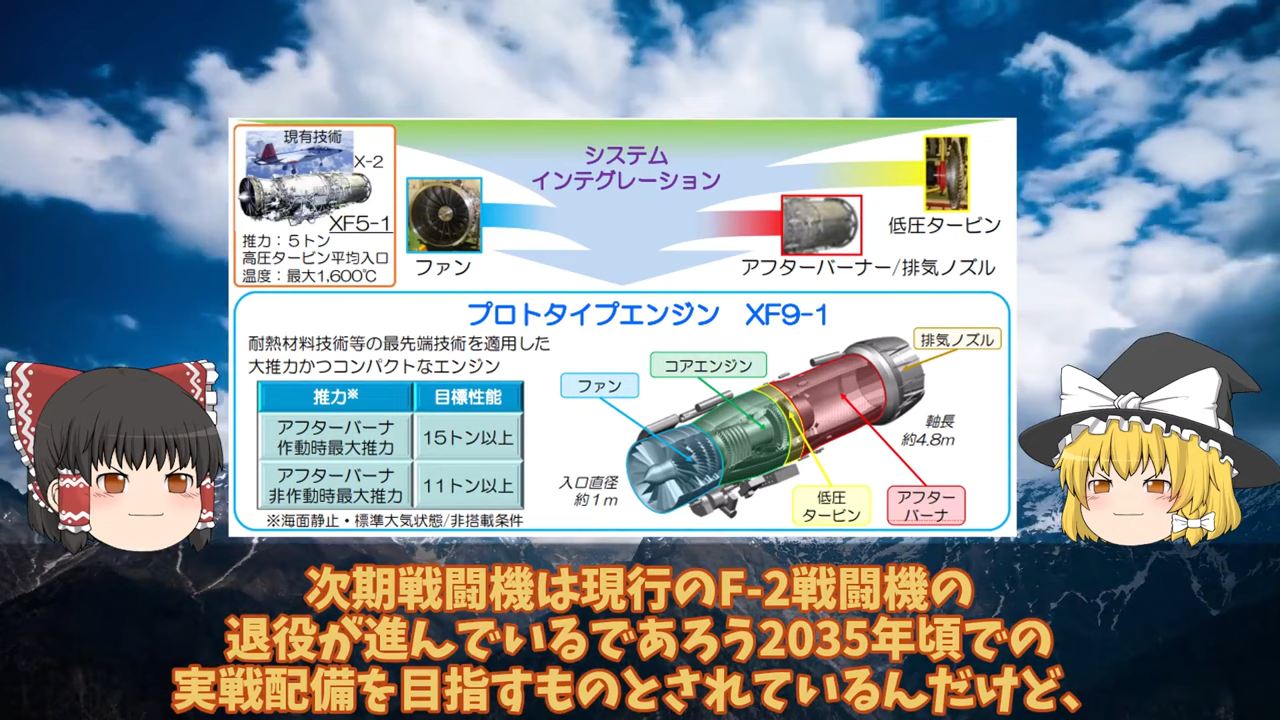 現有技術
X-2
XF5-1
推力：５トン
高圧タービン平均入口
温度：最大1,600℃
システム
インテグレーション
ファン
アフターバーナー/排気ノズル
低圧タービン
プロトタイプエンジン　XF9-1
耐熱材料技術等の最先端技術を適用した
大推力かつコンパクトなエンジン
推力※
目標性能
アフターバーナ
作動時最大推力
15トン以上
アフターバーナ
非作動時最大推力
11トン以上
※海面静止・標準大気状態/非搭載条件
ファン
コアエンジン
排気ノズル
軸長
約4.8m
入口直径
約１m
低圧
タービン
アフター
バーナ
次期戦闘機は現行のF-2戦闘機の
退役が進んでいるであろう2035年頃での
実戦配備を目指すものとされているんだけど、